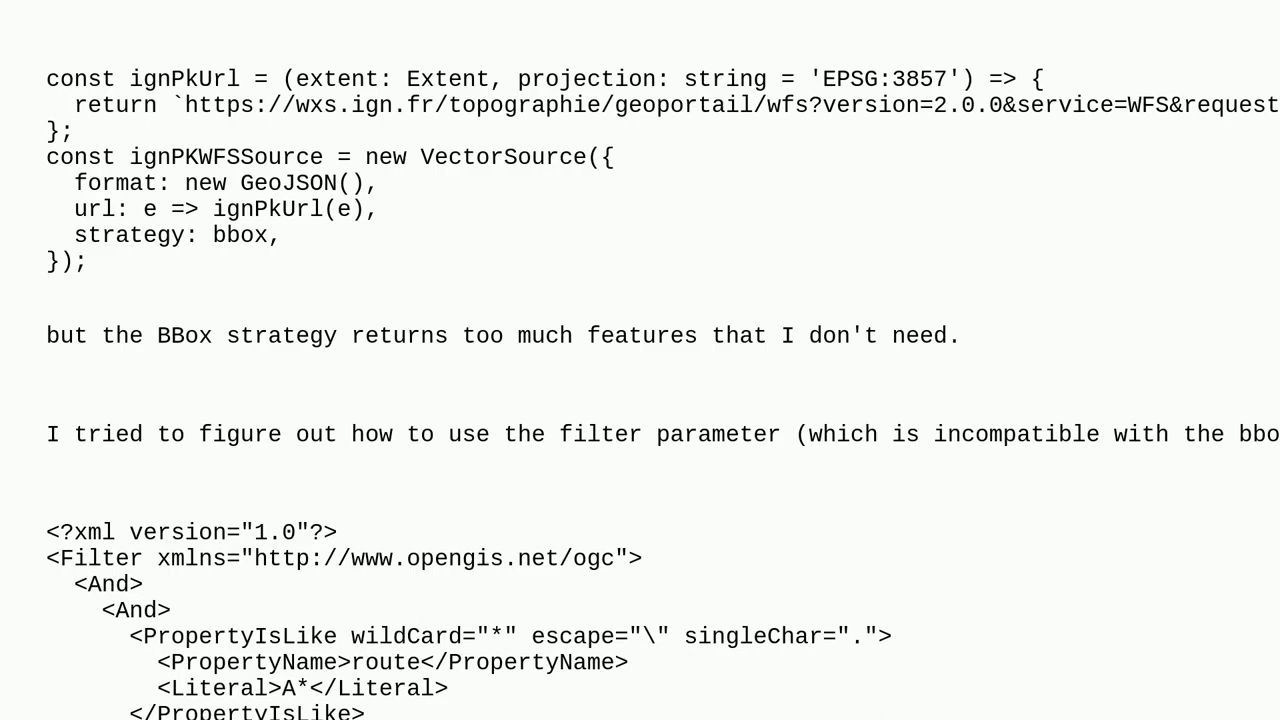 const ignPkUrl = (extent: Extent, projection: string = 'EPSG:3857') => {
  return `https://wxs.ign.fr/topographie/geoportail/wfs?version=2.0.0&service=WFS&request
};
const ignPKWFSSource = new VectorSource({
  format: new GeoJSON(),
  url: e => ignPkUrl(e),
  strategy: bbox,
});
but the BBox strategy returns too much features that I don't need.
I tried to figure out how to use the filter parameter (which is incompatible with the bbo
<?xml version="1.0"?>
<Filter xmlns="http://www.opengis.net/ogc">
  <And>
    <And>
      <PropertyIsLike wildCard="*" escape="\" singleChar=".">
        <PropertyName>route</PropertyName>
        <Literal>A*</Literal>
      </PropertyIsLike>